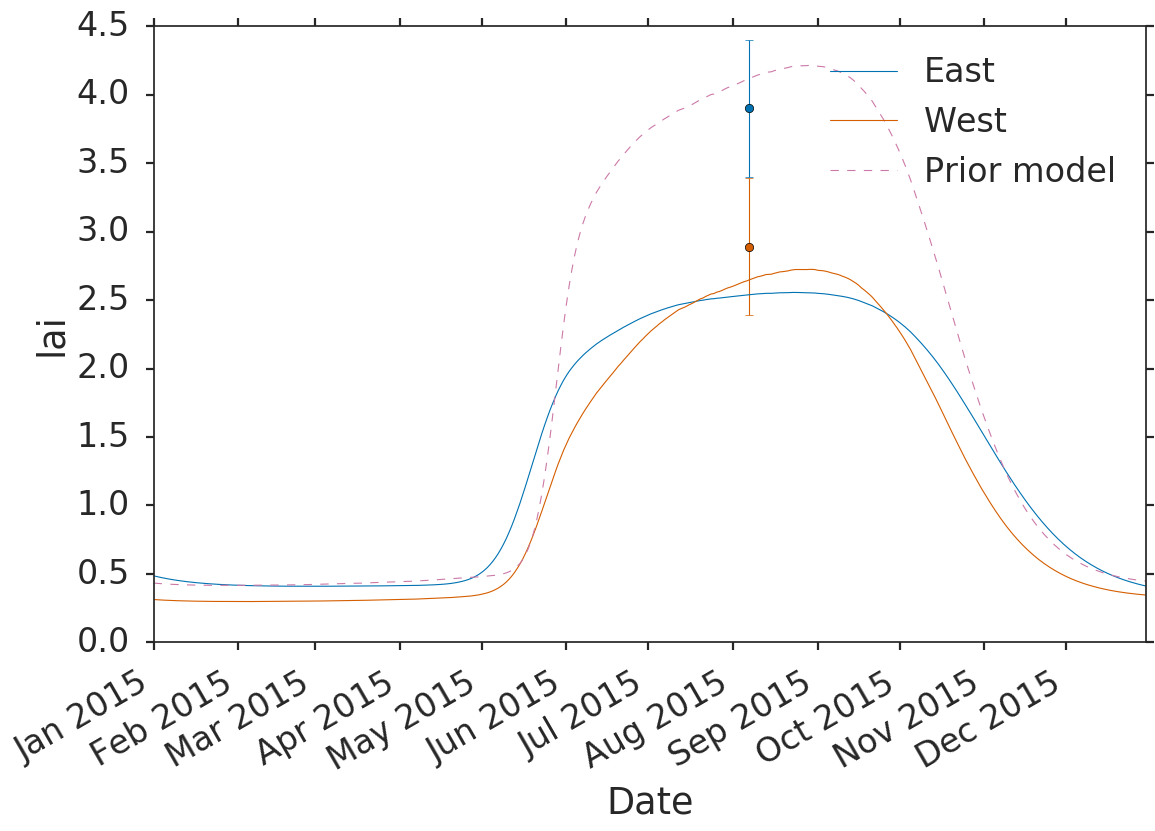 4.5
4.0
3.5
3.0
2.5
2.0
1.5
1.0
0.5
0.0
lai
East
West
Prior model
Jan 2015
Feb 2015
Mar 2015
Apr 2015
May 2015
Jun 2015
Jul 2015
Aug 2015
Sep 2015
Oct 2015
Nov 2015
Dec 2015
Date